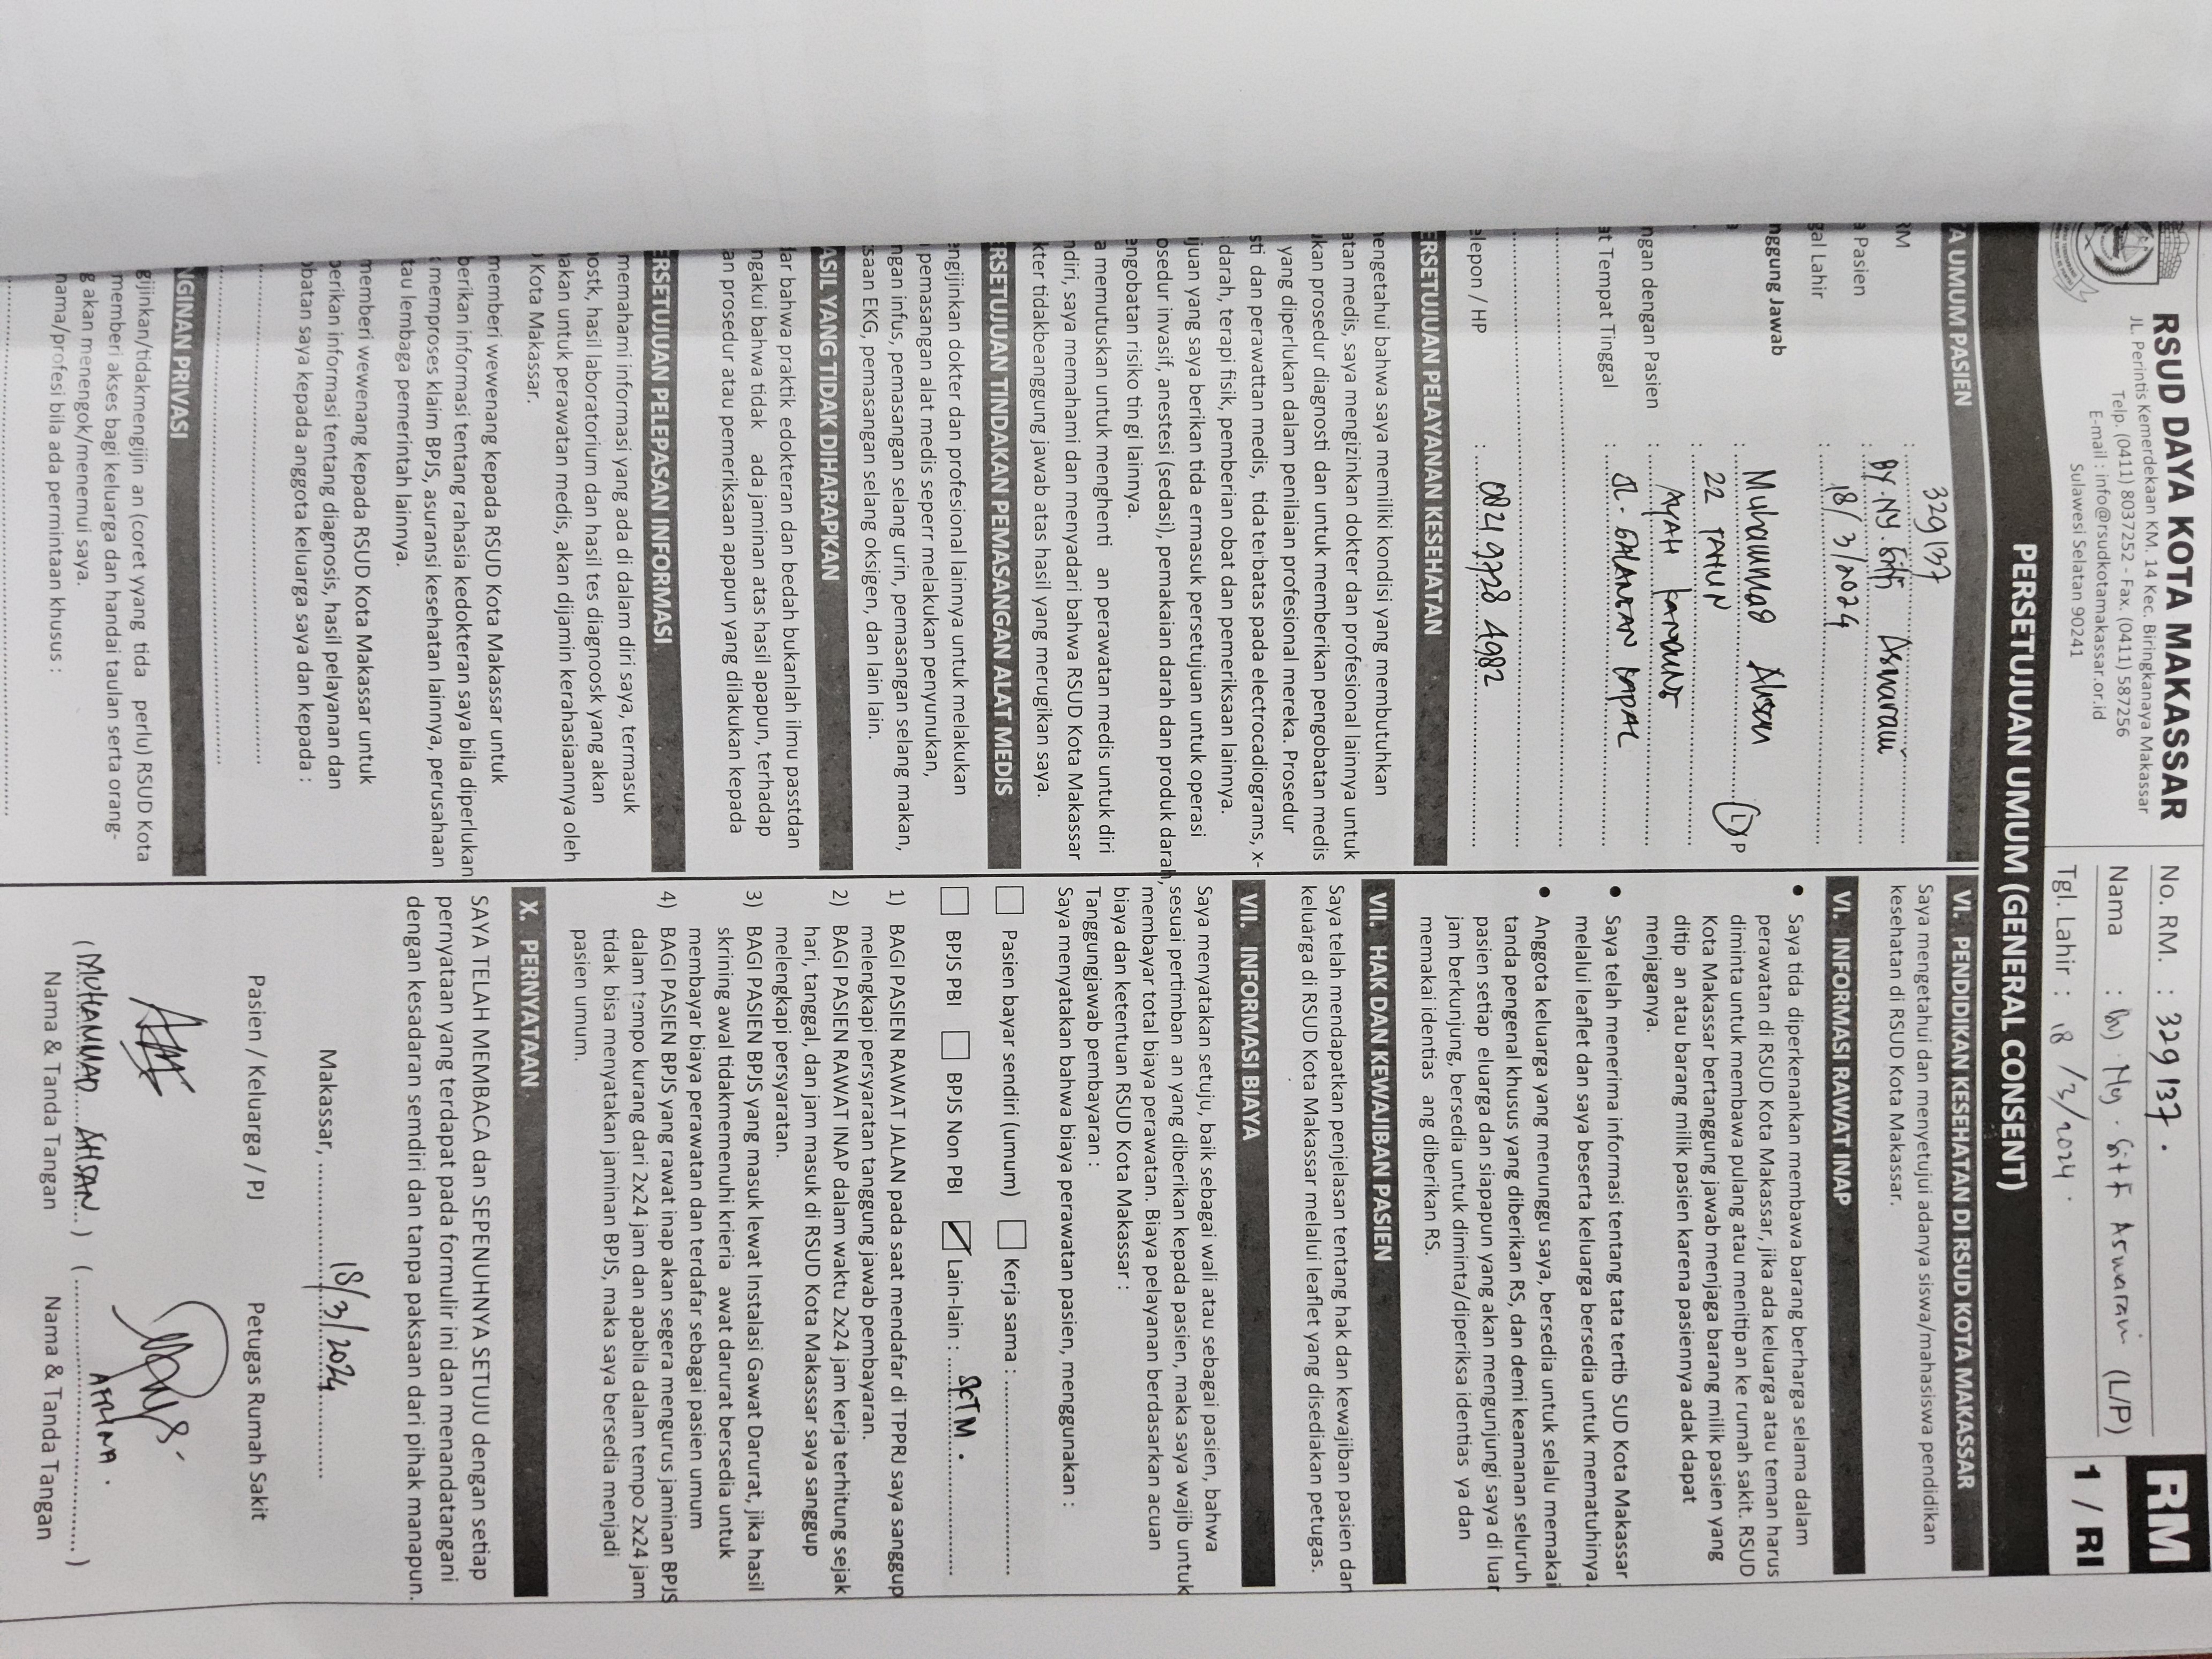 RSUD DAYA KOTA MAKASSAR
JL. Perintis Kemerdekaan KM. 14 Kec. Biringkanaya Makassar
Telp. (0411) 8037252 - Fax. (0411) 587256
E-mail : info@rsudkotamakassar.or.id
Sulawesi Selatan 90241
No. RM. : 329137 .
Nama : By Ny. Sitti Aswarani (L/P)
Tgl. Lahir : 18 /3/2024 .
RM
1 / RI
PERSETUJUAN UMUM (GENERAL CONSENT)
A UMUM PASIEN
RM : 329137
a Pasien : BY. NY. Sitti Aswarani
gal Lahir : 18/3/2024
nggung Jawab
: Muhammad Ahsan L/P
: 22 TAHUN
ngan dengan Pasien : AYAH KANDUNG
at Tempat Tinggal : JL. GALANGAN KAPAL
elepon / HP : 0821 9728 4982
ERSETUJUAN PELAYANAN KESEHATAN
engetahui bahwa saya memiliki kondisi yang membutuhkan
atan medis, saya mengizinkan dokter dan profesional lainnya untuk
ukan prosedur diagnosti dan untuk memberikan pengobatan medis
yang diperlukan dalam penilaian profesional mereka. Prosedur
sti dan perawattan medis, tida terbatas pada electrocadiograms, x-
darah, terapi fisik, pemberian obat dan pemeriksaan lainnya.
juan yang saya berikan tida ermasuk persetujuan untuk operasi
osedur invasif, anestesi (sedasi), pemakaian darah dan produk darah,
engobatan risiko tingi lainnya.
a memutuskan untuk menghenti an perawatan medis untuk diri
ndiri, saya memahami dan menyadari bahwa RSUD Kota Makassar
kter tidakbeanggung jawab atas hasil yang merugikan saya.
ERSETUJUAN TINDAKAN PEMASANGAN ALAT MEDIS
engijinkan dokter dan profesional lainnya untuk melakukan
pemasangan alat medis seperr melakukan penyunukan,
ngan infus, pemasangan selang urin, pemasangan selang makan,
saan EKG, pemasangan selang oksigen, dan lain lain.
ASIL YANG TIDAK DIHARAPKAN
dar bahwa praktik edokteran dan bedah bukanlah ilmu passtdan
ngakui bahwa tidak ada jaminan atas hasil apapun, terhadap
an prosedur atau pemeriksaan apapun yang dilakukan kepada
ERSETUJUAN PELEPASAN INFORMASI
memahami informasi yang ada di dalam diri saya, termasuk
nostk, hasil laboratorium dan hasil tes diagnoosk yang akan
nakan untuk perawatan medis, akan dijamin kerahasiaannya oleh
Kota Makassar.
memberi wewenang kepada RSUD Kota Makassar untuk
berikan informasi tentang rahasia kedokteran saya bila diperlukan
memproses klaim BPJS, asuransi kesehatan lainnya, perusahaan
tau lembaga pemerintah lainnya.
memberi wewenang kepada RSUD Kota Makassar untuk
berikan informasi tentang diagnosis, hasil pelayanan dan
obatan saya kepada anggota keluarga saya dan kepada :
NGINAN PRIVASI
gijinkan/tidakmengijin an (coret yyang tida perlu) RSUD Kota
memberi akses bagi keluarga dan handai taulan serta orang-
g akan menengok/menemui saya.
nama/profesi bila ada permintaan khusus :
VI. PENDIDIKAN KESEHATAN DI RSUD KOTA MAKASSAR
Saya mengetahui dan menyetujui adanya siswa/mahasiswa pendidikan
kesehatan di RSUD Kota Makassar.
VI. INFORMASI RAWAT INAP
• Saya tida diperkenankan membawa barang berharga selama dalam
perawatan di RSUD Kota Makassar, jika ada keluarga atau teman harus
diminta untuk membawa pulang atau menitipan ke rumah sakit. RSUD
Kota Makassar bertanggung jawab menjaga barang milik pasien yang
ditip an atau barang milik pasien karena pasiennya adak dapat
menjaganya.
• Saya telah menerima informasi tentang tata tertib SUD Kota Makassar
melalui leaflet dan saya beserta keluarga bersedia untuk mematuhinya.
• Anggota keluarga yang menunggu saya, bersedia untuk selalu memakai
tanda pengenal khusus yang diberikan RS, dan demi keamanan seluruh
pasien setiap eluarga dan siapapun yang akan mengunjungi saya di luar
jam berkunjung, bersedia untuk diminta/diperiksa identias ya dan
memakai identias ang diberikan RS.
VII. HAK DAN KEWAJIBAN PASIEN
Saya telah mendapatkan penjelasan tentang hak dan kewajiban pasien dan
keluarga di RSUD Kota Makassar melalui leaflet yang disediakan petugas.
VII. INFORMASI BIAYA
Saya menyatakan setuju, baik sebagai wali atau sebagai pasien, bahwa
sesuai pertimban an yang diberikan kepada pasien, maka saya wajib untuk
membayar total biaya perawatan. Biaya pelayanan berdasarkan acuan
biaya dan ketentuan RSUD Kota Makassar :
Tanggungjawab pembayaran :
Saya menyatakan bahwa biaya perawatan pasien, menggunakan :
Pasien bayar sendiri (umum) Kerja sama :
BPJS PBI BPJS Non PBI Lain-lain : SKTM .
1) BAGI PASIEN RAWAT JALAN pada saat mendafar di TPPRJ saya sanggup
melengkapi persyaratan tanggung jawab pembayaran.
2) BAGI PASIEN RAWAT INAP dalam waktu 2x24 jam kerja terhitung sejak
hari, tanggal, dan jam masuk di RSUD Kota Makassar saya sanggup
melengkapi persyaratan.
3) BAGI PASIEN BPJS yang masuk lewat Instalasi Gawat Darurat, jika hasil
skrining awal tidakmemenuhi krieria awat darurat bersedia untuk
membayar biaya perawatan dan terdafar sebagai pasien umum
4) BAGI PASIEN BPJS yang rawat inap akan segera mengurus jaminan BPJS
dalam tempo kurang dari 2x24 jam dan apabila dalam tempo 2x24 jam
tidak bisa menyatakan jaminan BPJS, maka saya bersedia menjadi
pasien umum.
X. PERNYATAAN
SAYA TELAH MEMBACA dan SEPENUHNYA SETUJU dengan setiap
pernyataan yang terdapat pada formulir ini dan menandatangani
dengan kesadaran semdiri dan tanpa paksaan dari pihak manapun.
Makassar, 18/3/2024
Pasien / Keluarga / PJ Petugas Rumah Sakit
(MUHAMMAD AHSAN) (AFRINA .)
Nama & Tanda Tangan Nama & Tanda Tangan